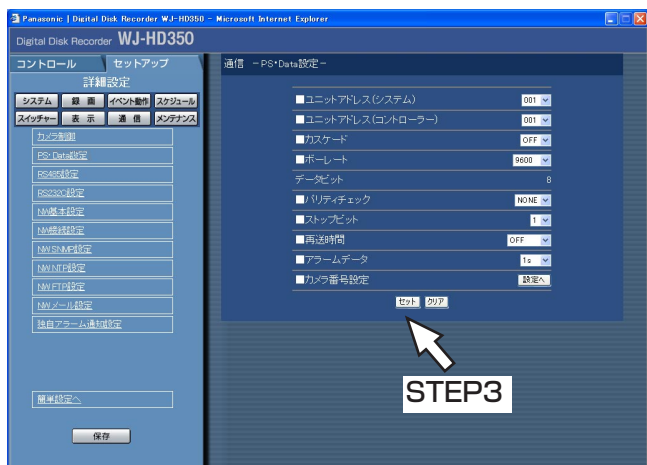 Panasonic | Disital Disk Recorder WJ-HD350 - Microsoft Internet Explorer
Digital Disk Recorder WJ-HD350
コントロール セットアップ
詳細設定
システム 録 画 イベント動作 スケジュール
スイッチャー 表 示 通 信 メンテナンス
カメラ制御
PS・Data設定
RS485設定
RS232C設定
NW基本設定
NW接続設定
NW SNMP設定
NW NTP設定
NW FTP設定
NWメール設定
独自アラーム通知設定
簡単設定へ
保存
通信 -PS・Data設定-
■ユニットアドレス(システム) 001
■ユニットアドレス(コントローラー) 001
■カスケード OFF
■ボーレート 9600
データビット 8
■パリティチェック NONE
■ストップビット 1
■再送時間 OFF
■アラームデータ 1s
■カメラ番号設定 設定へ
セット クリア
STEP3